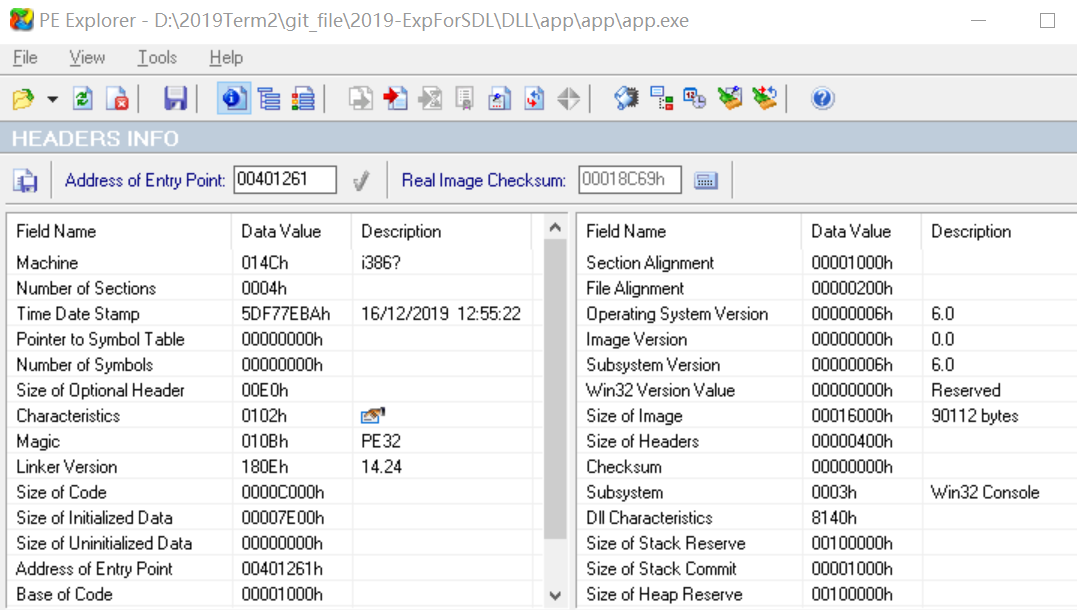 PE Explorer - D:\2019Term2\git_file\2019-ExpForSDL\DLL\app\app\app.exe
File View Tools Help
HEADERS INFO
Address of Entry Point: 00401261 Real Image Checksum: 00018C69h
Field Name Data Value Description
Machine 014Ch i386?
Number of Sections 0004h
Time Date Stamp 5DF77EBAh 16/12/2019 12:55:22
Pointer to Symbol Table 00000000h
Number of Symbols 00000000h
Size of Optional Header 00E0h
Characteristics 0102h
Magic 010Bh PE32
Linker Version 180Eh 14.24
Size of Code 0000C000h
Size of Initialized Data 00007E00h
Size of Uninitialized Data 00000000h
Address of Entry Point 00401261h
Base of Code 00001000h
Field Name Data Value Description
Section Alignment 00001000h
File Alignment 00000200h
Operating System Version 00000006h 6.0
Image Version 00000000h 0.0
Subsystem Version 00000006h 6.0
Win32 Version Value 00000000h Reserved
Size of Image 00016000h 90112 bytes
Size of Headers 00000400h
Checksum 00000000h
Subsystem 0003h Win32 Console
Dll Characteristics 8140h
Size of Stack Reserve 00100000h
Size of Stack Commit 00001000h
Size of Heap Reserve 00100000h